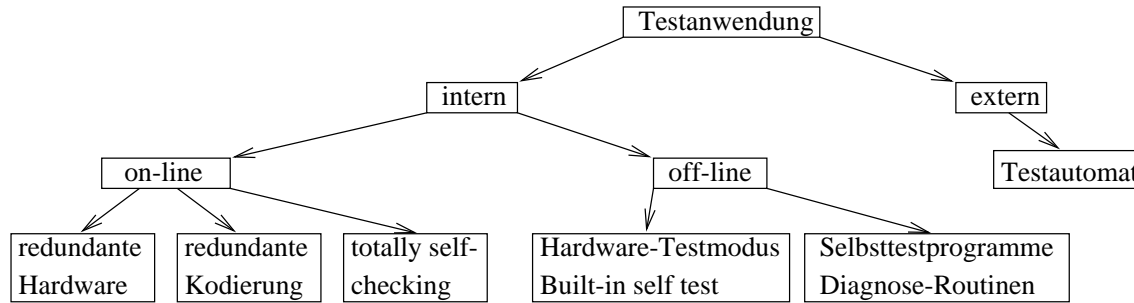 Testanwendung
intern
extern
on-line
off-line
Testautomat
redundante
Hardware
redundante
Kodierung
totally self-
checking
Hardware-Testmodus
Built-in self test
Selbsttestprogramme
Diagnose-Routinen